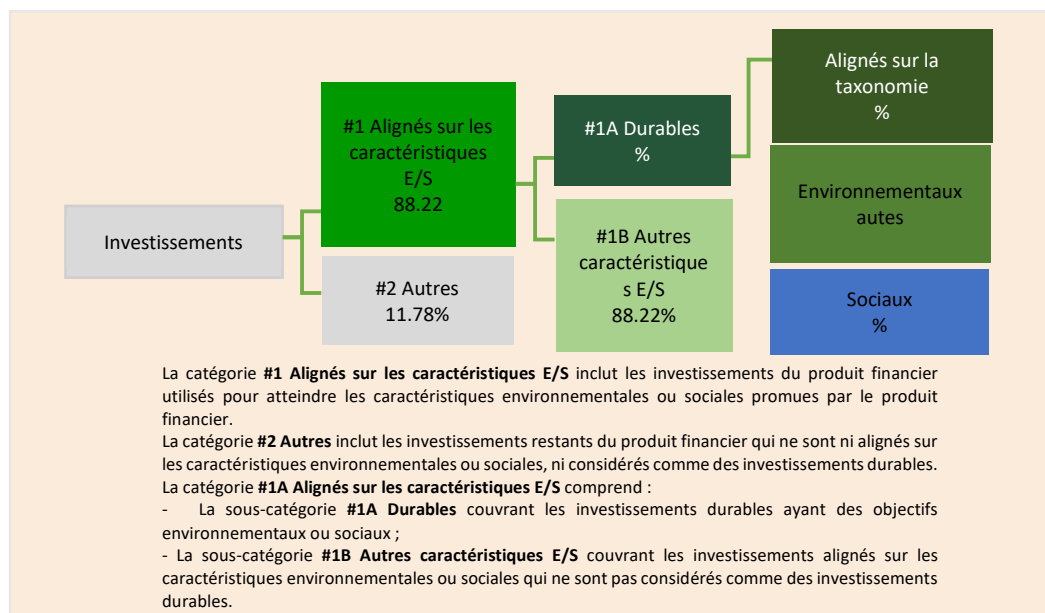 Investissements
#1 Alignés sur les
caractéristiques
E/S
88.22
#2 Autres
11.78%
#1A Durables
%
#1B Autres
caractéristique
s E/S
88.22%
Alignés sur la
taxonomie
%
Environnementaux
autes
Sociaux
%
La catégorie #1 Alignés sur les caractéristiques E/S inclut les investissements du produit financier
utilisés pour atteindre les caractéristiques environnementales ou sociales promues par le produit
financier.
La catégorie #2 Autres inclut les investissements restants du produit financier qui ne sont ni alignés sur
les caractéristiques environnementales ou sociales, ni considérés comme des investissements durables.
La catégorie #1A Alignés sur les caractéristiques E/S comprend :
- La sous-catégorie #1A Durables couvrant les investissements durables ayant des objectifs
environnementaux ou sociaux ;
- La sous-catégorie #1B Autres caractéristiques E/S couvrant les investissements alignés sur les
caractéristiques environnementales ou sociales qui ne sont pas considérés comme des investissements
durables.